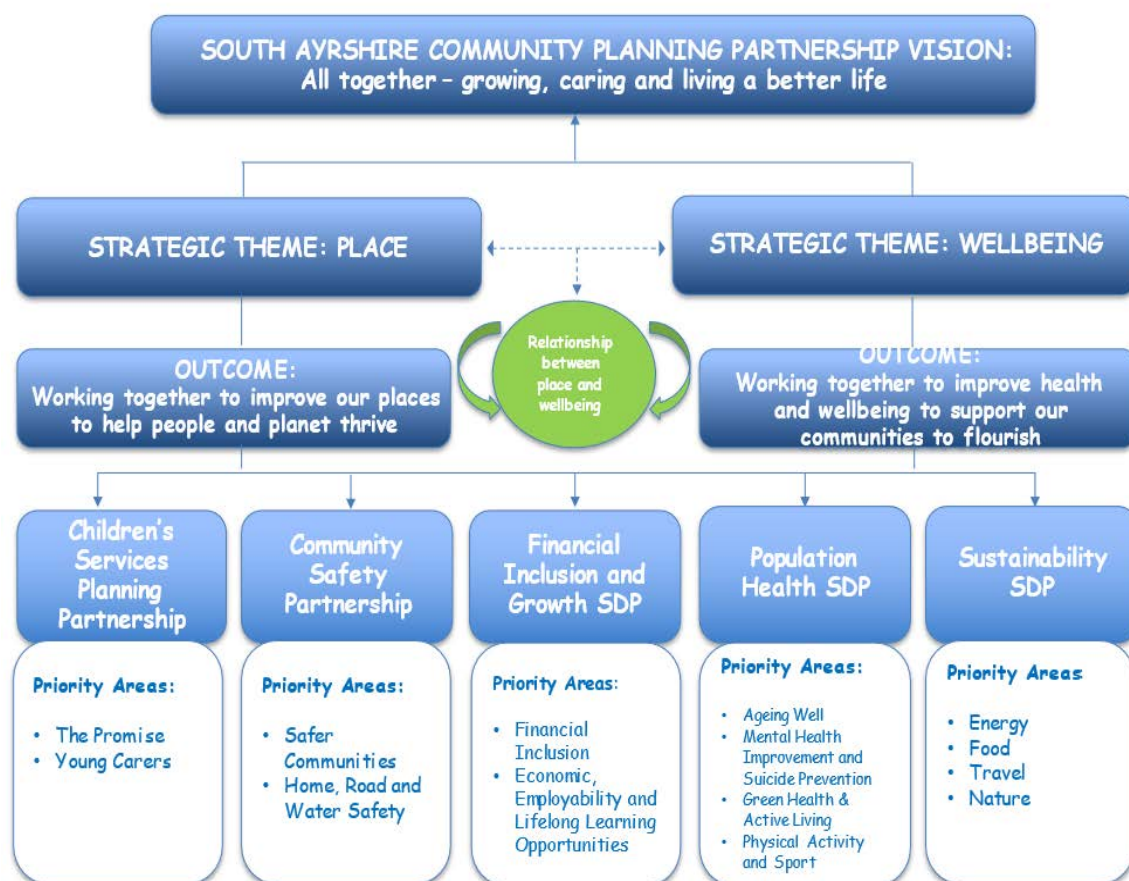 SOUTH AYRSHIRE COMMUNITY PLANNING PARTNERSHIP VISION:
All together – growing, caring and living a better life
STRATEGIC THEME: PLACE
STRATEGIC THEME: WELLBEING
Relationship
between
place and
wellbeing
OUTCOME:
Working together to improve our places
to help people and planet thrive
OUTCOME:
Working together to improve health
and wellbeing to support our
communities to flourish
Children's
Services
Planning
Partnership
Priority Areas:
• The Promise
• Young Carers
Community
Safety
Partnership
Priority Areas:
• Safer
Communities
• Home, Road and
Water Safety
Financial
Inclusion and
Growth SDP
Priority Areas:
• Financial
Inclusion
• Economic,
Employability and
Lifelong Learning
Opportunities
Population
Health SDP
Priority Areas:
• Ageing Well
• Mental Health
Improvement and
Suicide Prevention
• Green Health &
Active Living
• Physical Activity
and Sport
Sustainability
SDP
Priority Areas
• Energy
• Food
• Travel
• Nature